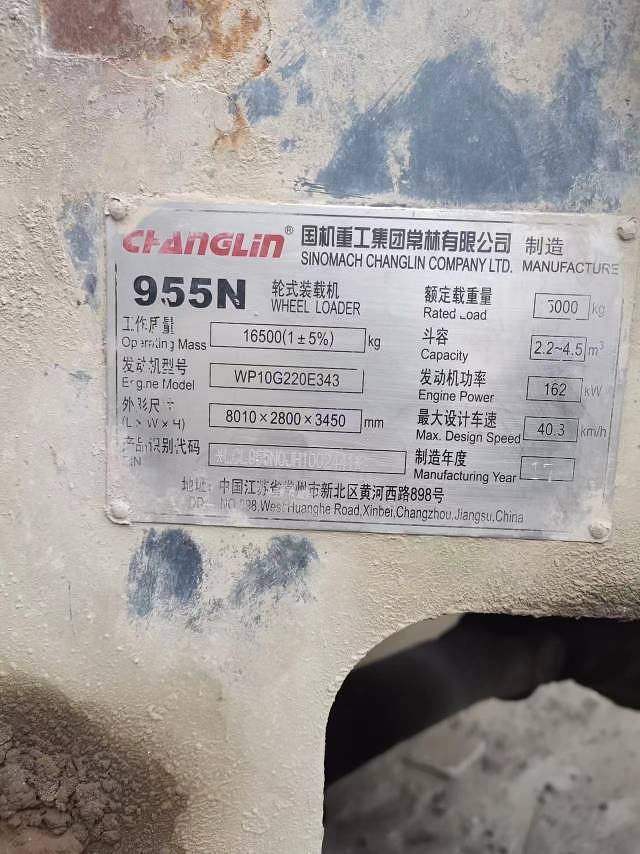 CHANGLIN® 国机重工集团常林有限公司 制造
SINOMACH CHANGLIN COMPANY LTD. MANUFACTURE
955N 轮式装载机
WHEEL LOADER
额定载重量 5000 kg
Rated Load
工作质量 16500(1±5%) kg
Operating Mass
斗容 2.2~4.5 m³
Capacity
发动机型号 WP10G220E343
Engine Model
发动机功率 162 kW
Engine Power
外形尺寸 8010×2800×3450 mm
(L×W×H)
最大设计车速 40.3 km/h
Max. Design Speed
产品识别代码
PIN
制造年度 17
Manufacturing Year
地址: 中国江苏省常州市新北区黄河西路898号
NO.898,West Huanghe Road,Xinbei,Changzhou,Jiangsu,China